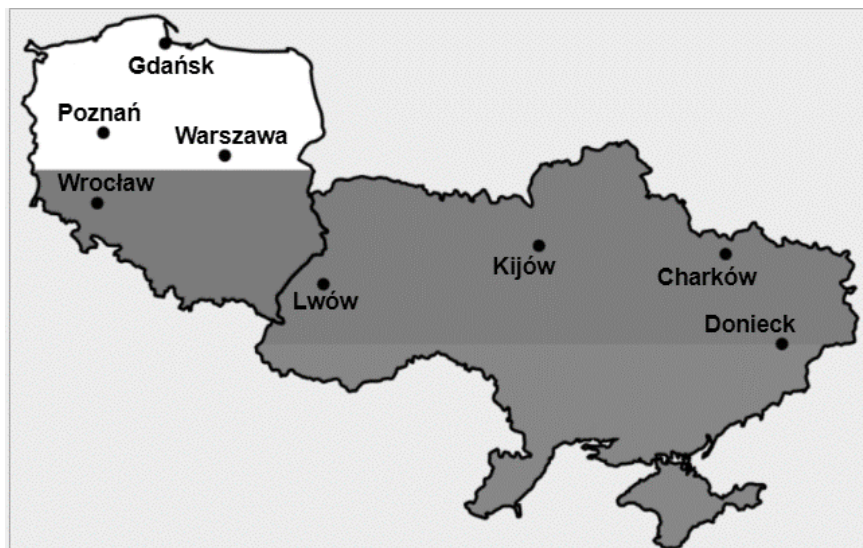 Gdańsk
Poznań
Warszawa
Wrocław
Kijów
Charków
Lwów
Donieck